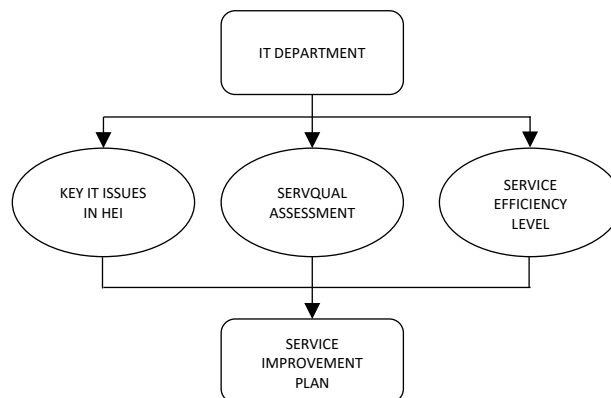 IT DEPARTMENT
KEY IT ISSUES
IN HEI
SERVQUAL
ASSESSMENT
SERVICE
EFFICIENCY
LEVEL
SERVICE
IMPROVEMENT
PLAN